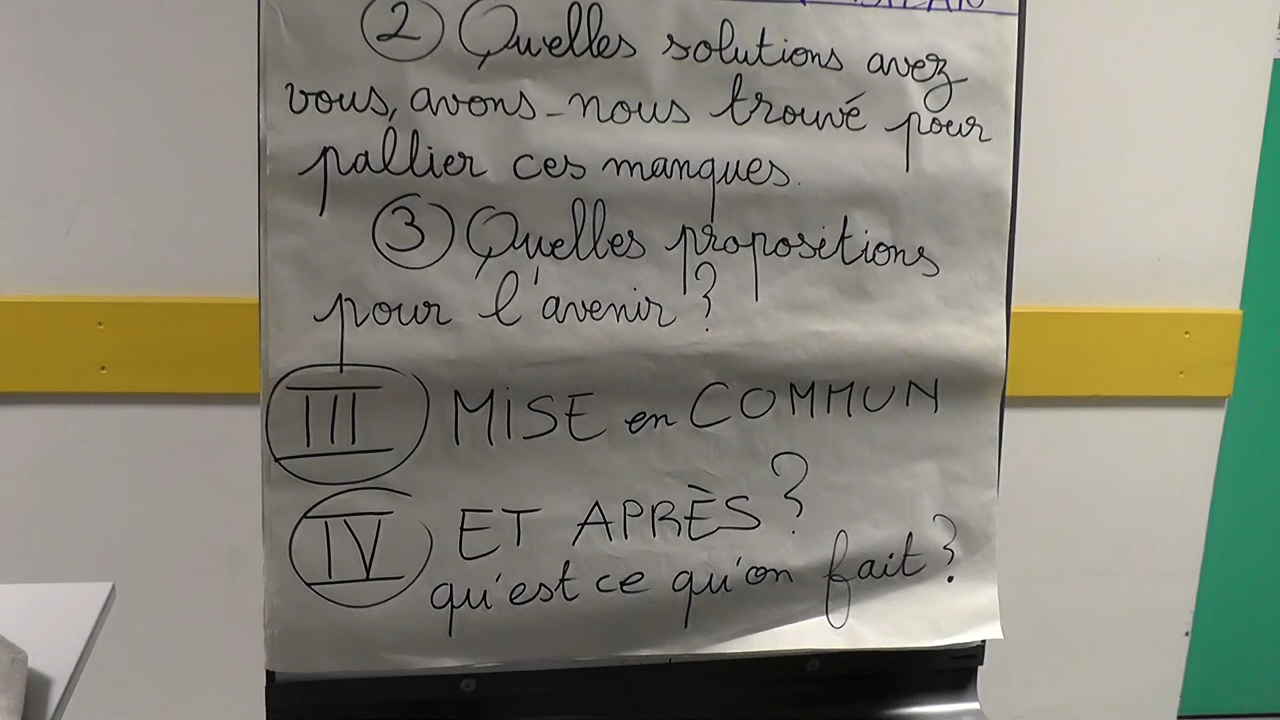 ② Quelles solutions avez
vous, avons-nous trouvé pour
pallier ces manques.
③ Quelles propositions
pour l'avenir ?
III MiSE en COMMUN
IV ET APRÈS ?
qu'est ce qu'on fait ?